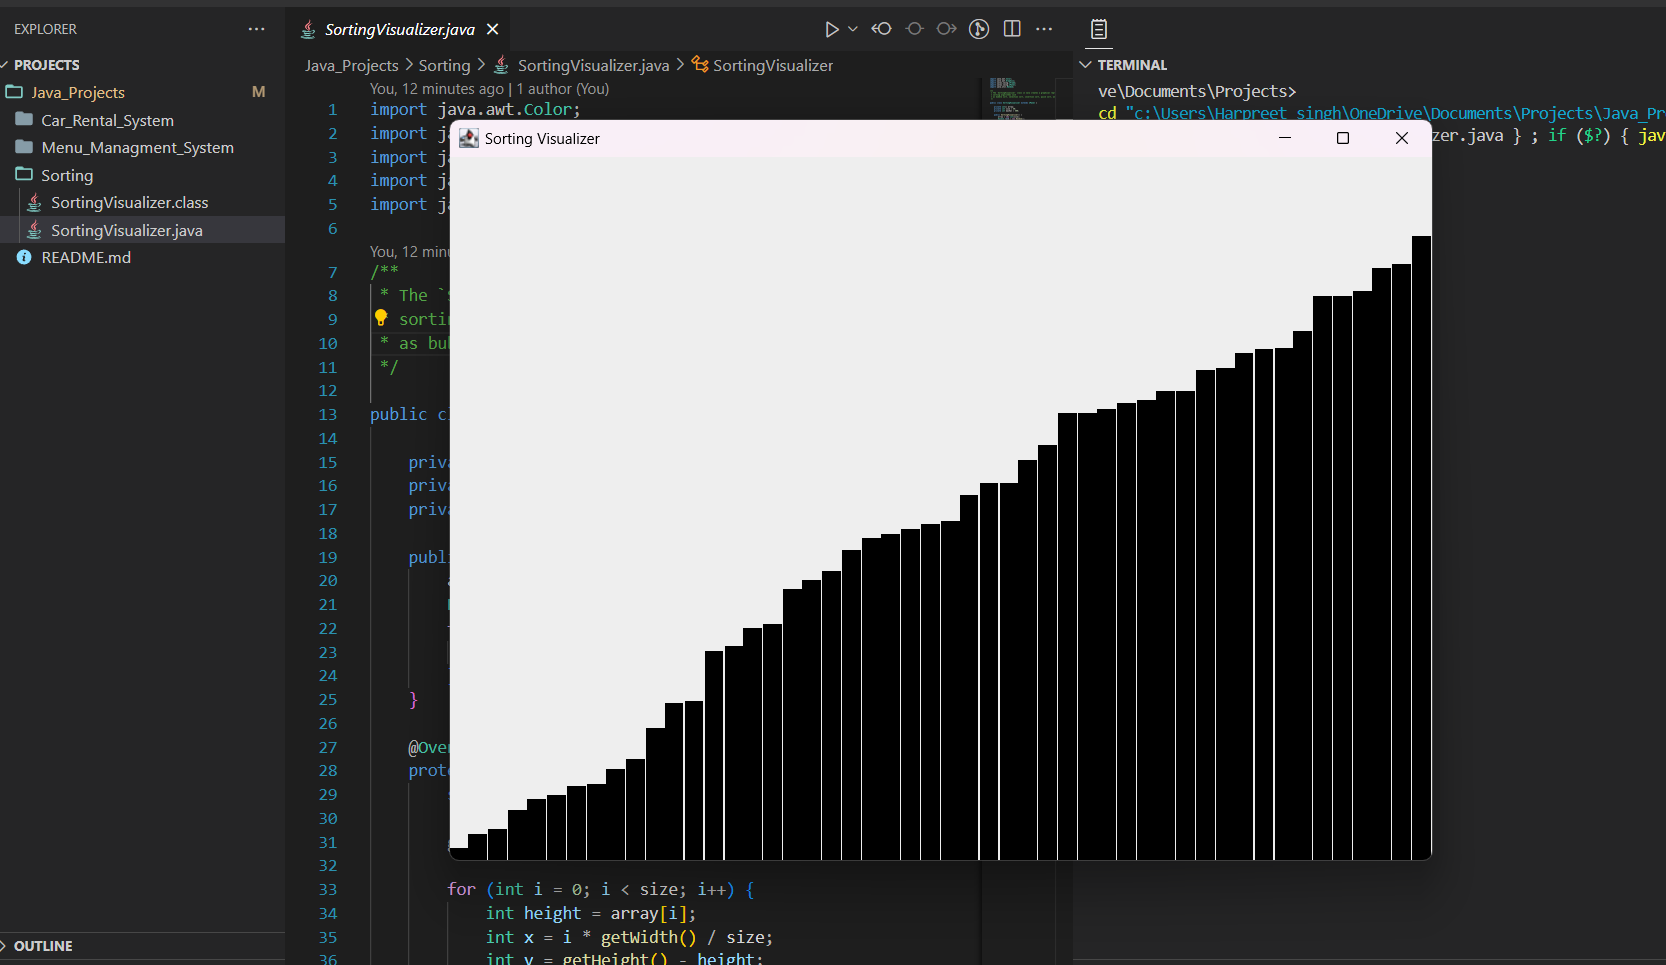 EXPLORER
PROJECTS
Java_Projects
M
Car_Rental_System
Menu_Managment_System
Sorting
SortingVisualizer.class
SortingVisualizer.java
README.md
OUTLINE
SortingVisualizer.java
Java_Projects > Sorting > SortingVisualizer.java > SortingVisualizer
You, 12 minutes ago | 1 author (You)
1 import java.awt.Color;
2 import j
3 import j
4 import j
5 import j
6
You, 12 minu
7 /**
8 * The `
9 sorti
10 * as bu
11 */
12
13 public c
14
15 priv
16 priv
17 priv
18
19 publ
20
21
22
23
24
25 }
26
27 @Over
28 prot
29
30
31
32
33 for (int i = 0; i < size; i++) {
34 int height = array[i];
35 int x = i * getWidth() / size;
36 int y = getHeight() - height;
Sorting Visualizer
TERMINAL
ve\Documents\Projects>
cd "c:\Users\Harpreet singh\OneDrive\Documents\Projects\Java_Pr
zer.java } ; if ($?) { jav